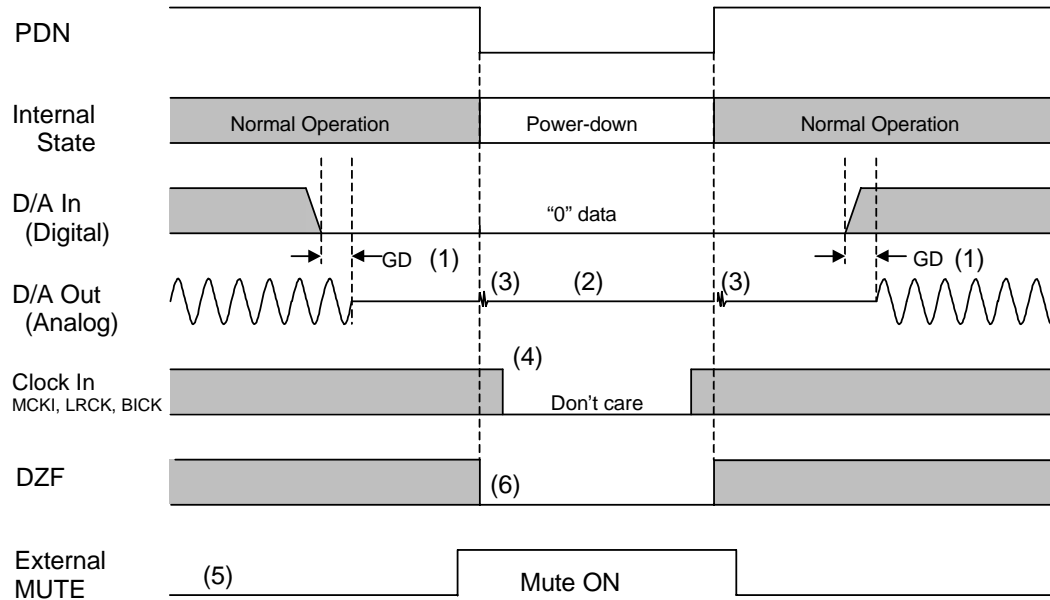 PDN
Internal
State
Normal Operation
Power-down
Normal Operation
D/A In
(Digital)
“0” data
GD (1)
GD (1)
D/A Out
(Analog)
(3)
(2)
(3)
Clock In
MCKI, LRCK, BICK
(4)
Don't care
DZF
(6)
External
MUTE
(5)
Mute ON